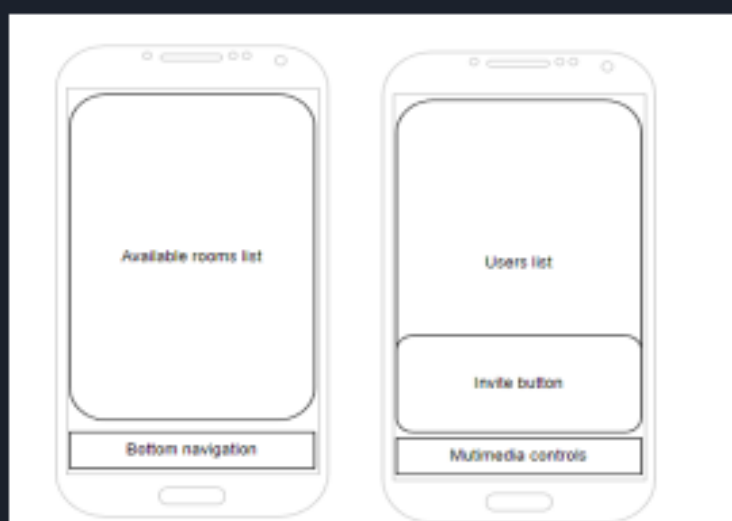 Available rooms list
Bottom navigation
Users list
Invite button
Mutimedia controls